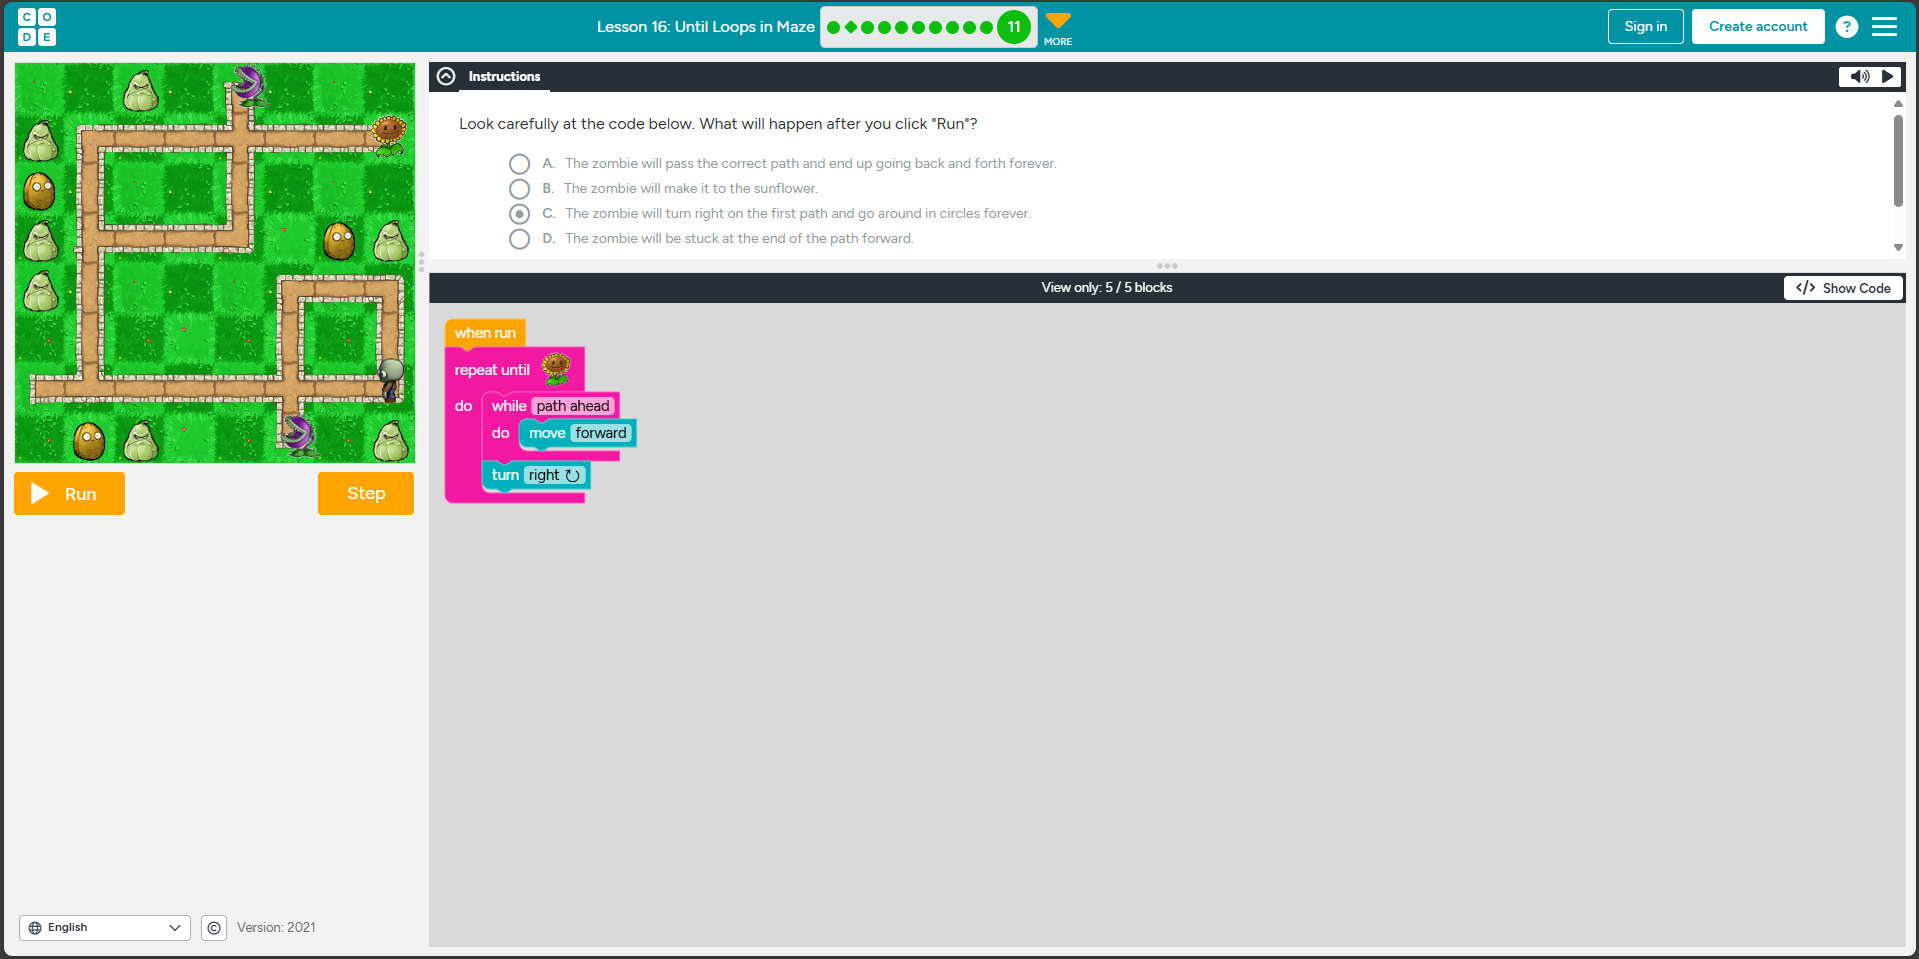 C O
D E
Lesson 16: Until Loops in Maze
11
MORE
Sign in
Create account
?
Instructions
Look carefully at the code below. What will happen after you click "Run"?
A. The zombie will pass the correct path and end up going back and forth forever.
B. The zombie will make it to the sunflower.
C. The zombie will turn right on the first path and go around in circles forever.
D. The zombie will be stuck at the end of the path forward.
View only: 5 / 5 blocks
</> Show Code
when run
repeat until
do while path ahead
do move forward
turn right ↻
Run
Step
English
©
Version: 2021